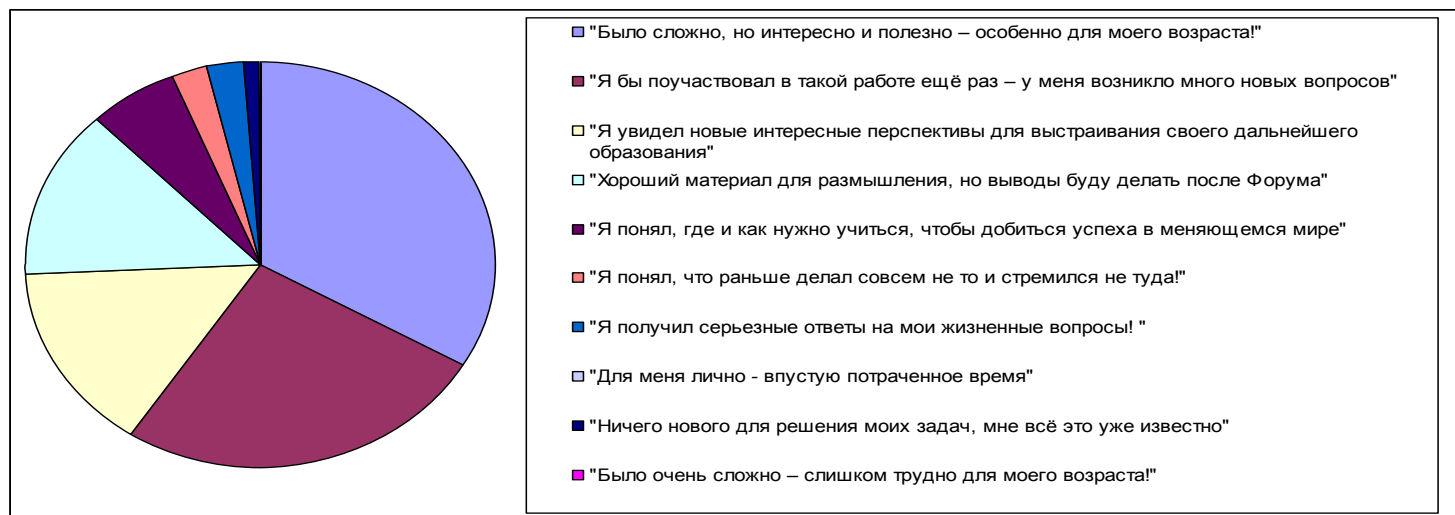 "Было сложно, но интересно и полезно – особенно для моего возраста!"
"Я бы поучаствовал в такой работе ещё раз – у меня возникло много новых вопросов"
"Я увидел новые интересные перспективы для выстраивания своего дальнейшего
образования"
"Хороший материал для размышления, но выводы буду делать после Форума"
"Я понял, где и как нужно учиться, чтобы добиться успеха в меняющемся мире"
"Я понял, что раньше делал совсем не то и стремился не туда!"
"Я получил серьезные ответы на мои жизненные вопросы! "
"Для меня лично - впустую потраченное время"
"Ничего нового для решения моих задач, мне всё это уже известно"
"Было очень сложно – слишком трудно для моего возраста!"